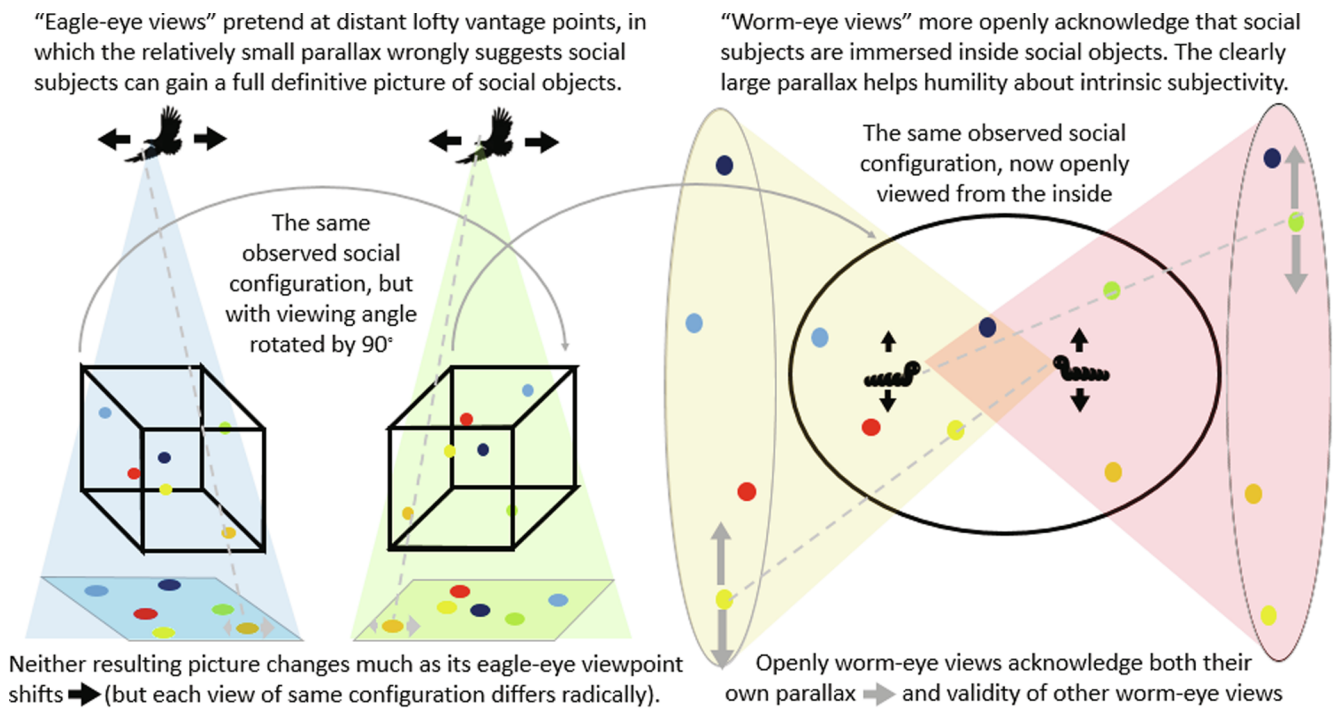 “Eagle-eye views” pretend at distant lofty vantage points, in
which the relatively small parallax wrongly suggests social
subjects can gain a full definitive picture of social objects.
“Worm-eye views” more openly acknowledge that social
subjects are immersed inside social objects. The clearly
large parallax helps humility about intrinsic subjectivity.
The same
observed social
configuration, but
with viewing angle
rotated by 90°
The same observed social
configuration, now openly
viewed from the inside
Neither resulting picture changes much as its eagle-eye viewpoint
shifts (but each view of same configuration differs radically).
Openly worm-eye views acknowledge both their
own parallax and validity of other worm-eye views